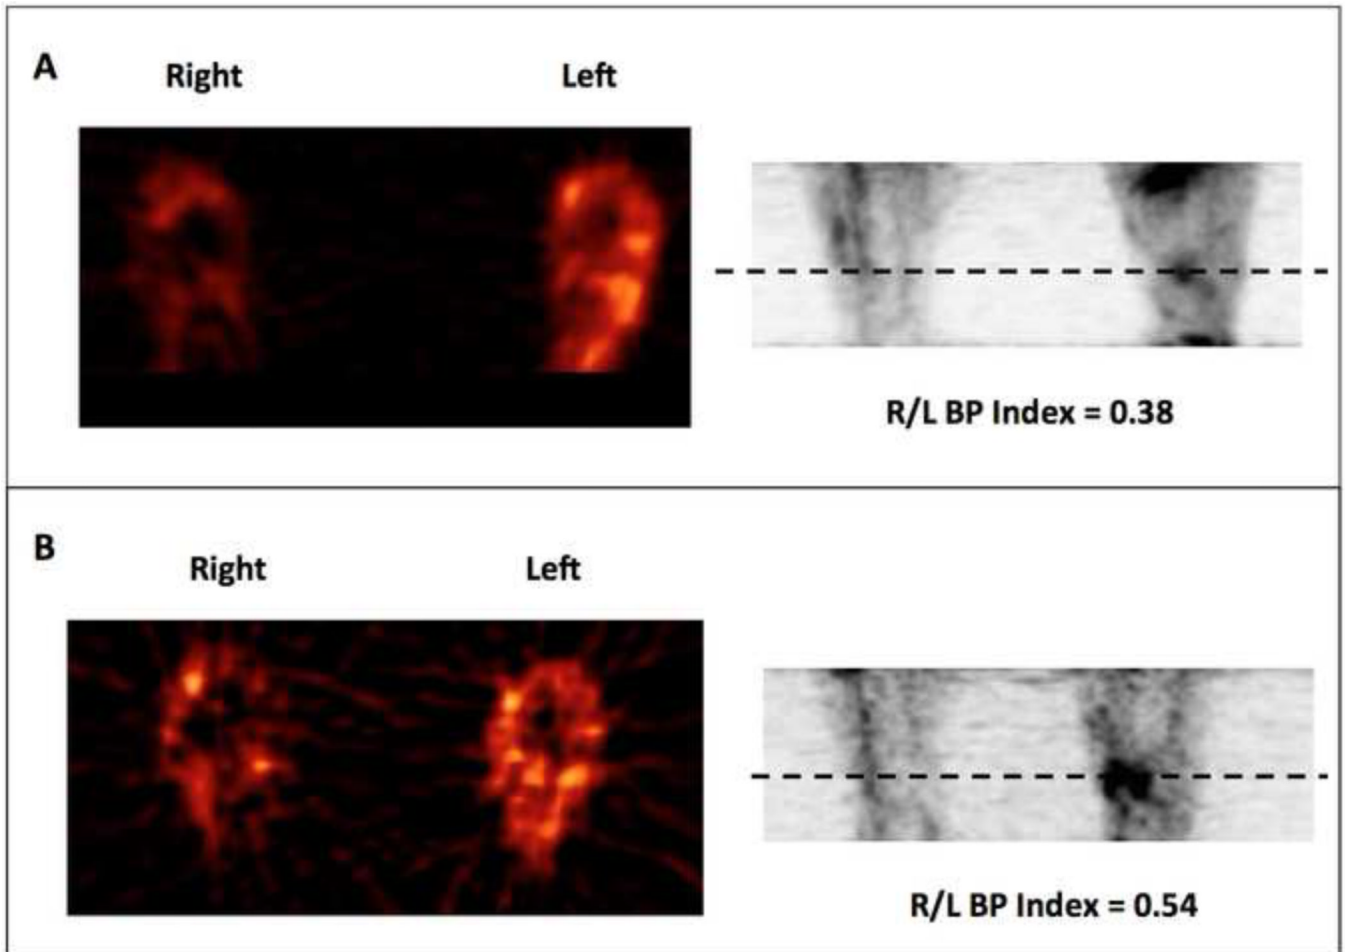 A
Right
Left
R/L BP Index = 0.38
B
Right
Left
R/L BP Index = 0.54